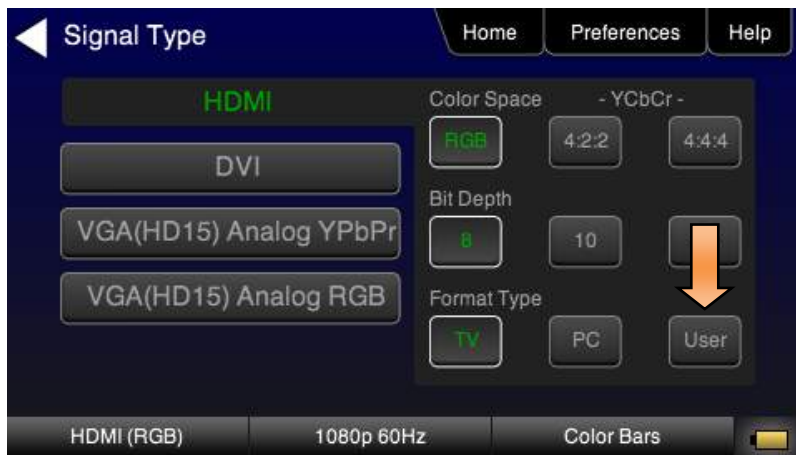 Signal Type
Home
Preferences
Help
HDMI
DVI
VGA(HD15) Analog YPbPr
VGA(HD15) Analog RGB
Color Space
- YCbCr -
RGB
4:2:2
4:4:4
Bit Depth
8
10
Format Type
TV
PC
User
HDMI (RGB)
1080p 60Hz
Color Bars